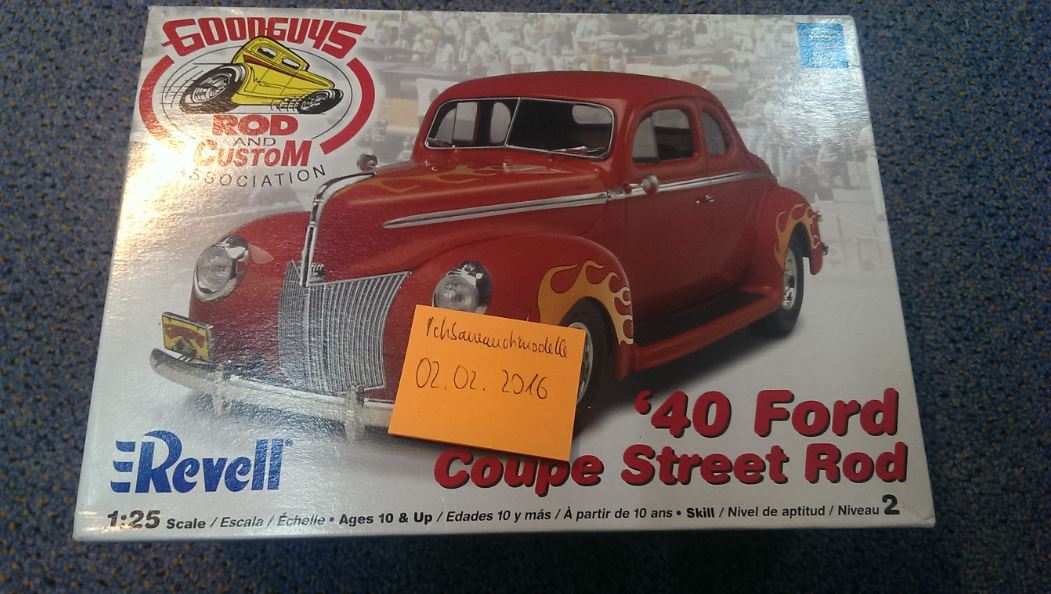 GOODGUYS
ROD
AND
CUSTOM
ASSOCIATION
Ichbaueauchmodelle
02.02.2016
'40 Ford
Coupe Street Rod
Revell
1:25 Scale / Escala / Échelle • Ages 10 & Up / Edades 10 y más / À partir de 10 ans • Skill / Nivel de aptitud / Niveau 2